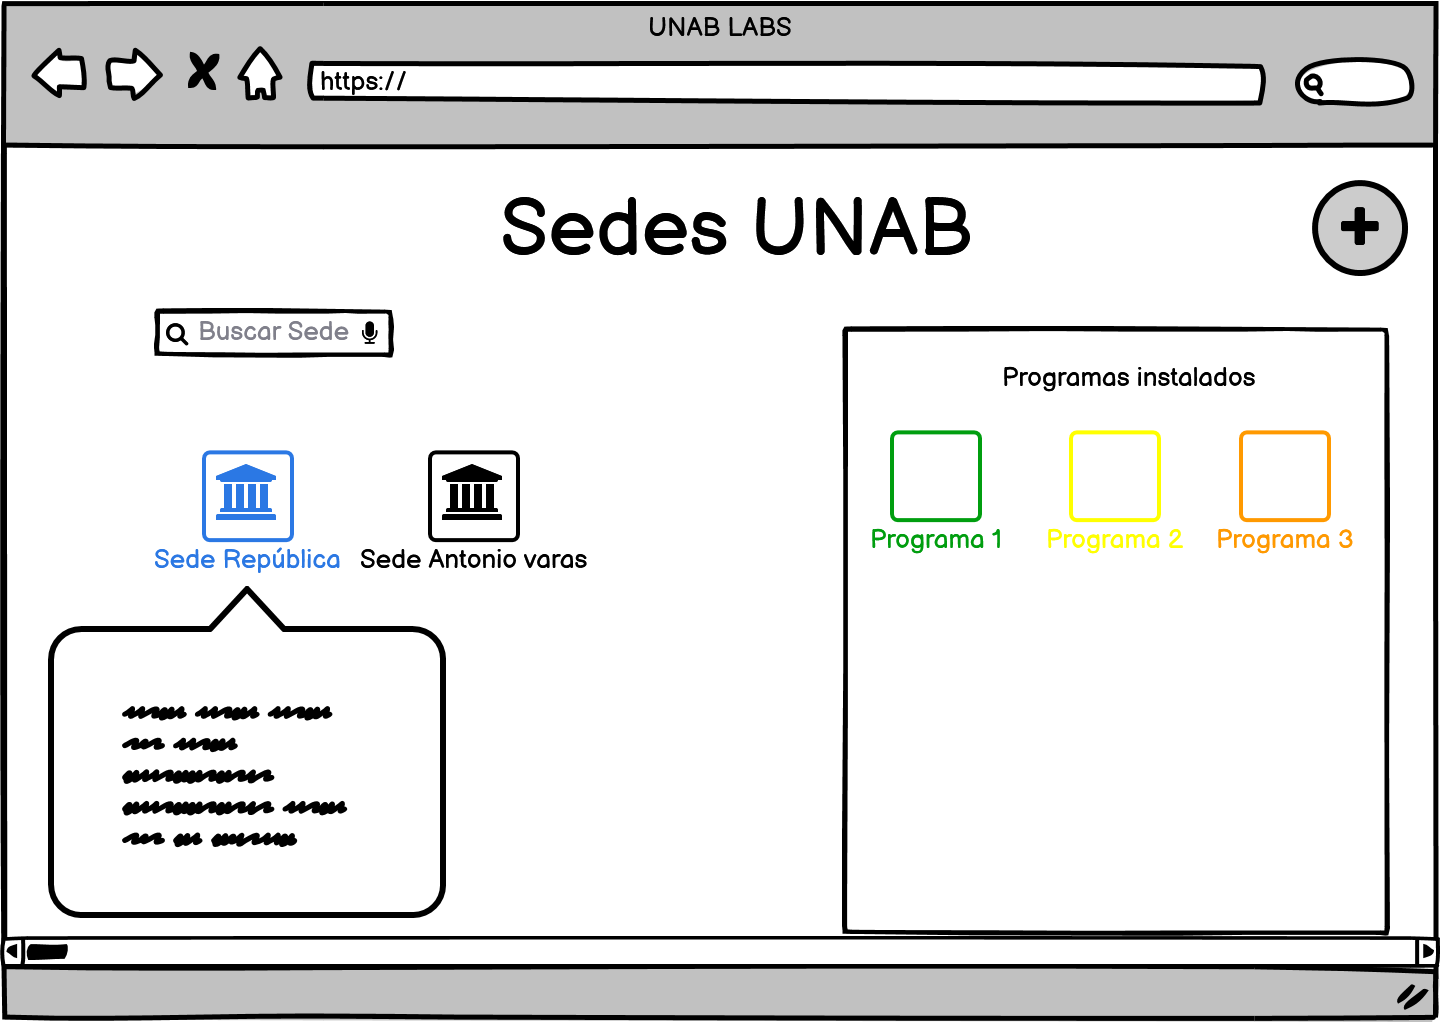 UNAB LABS
https://
Sedes UNAB
Buscar Sede
Programas instalados
Programa 1
Programa 2
Programa 3
Sede República
Sede Antonio varas